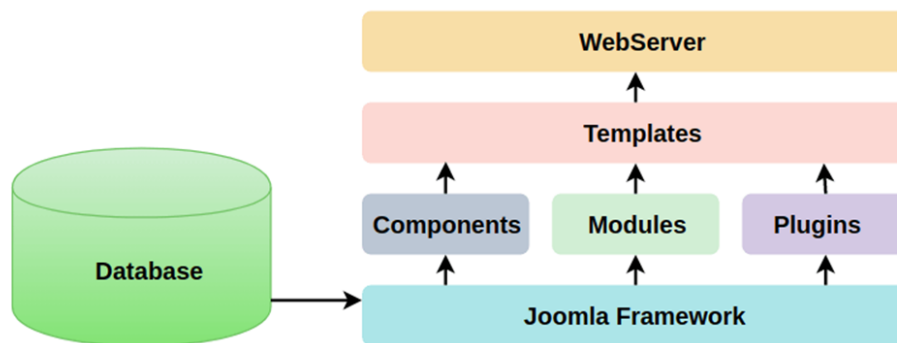 WebServer
Templates
Components
Modules
Plugins
Database
Joomla Framework